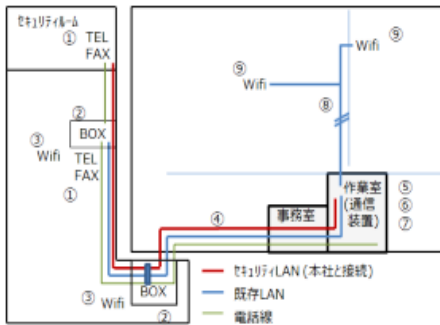 セキュリティルーム
① TEL
FAX
⑨
Wifi
⑨
Wifi
⑧
②
BOX
③
Wifi
TEL
FAX
①
作業室
(通信
装置)
⑤
⑥
⑦
④
事務室
③ Wifi
BOX
②
セキュリティLAN (本社と接続)
既存LAN
電話線